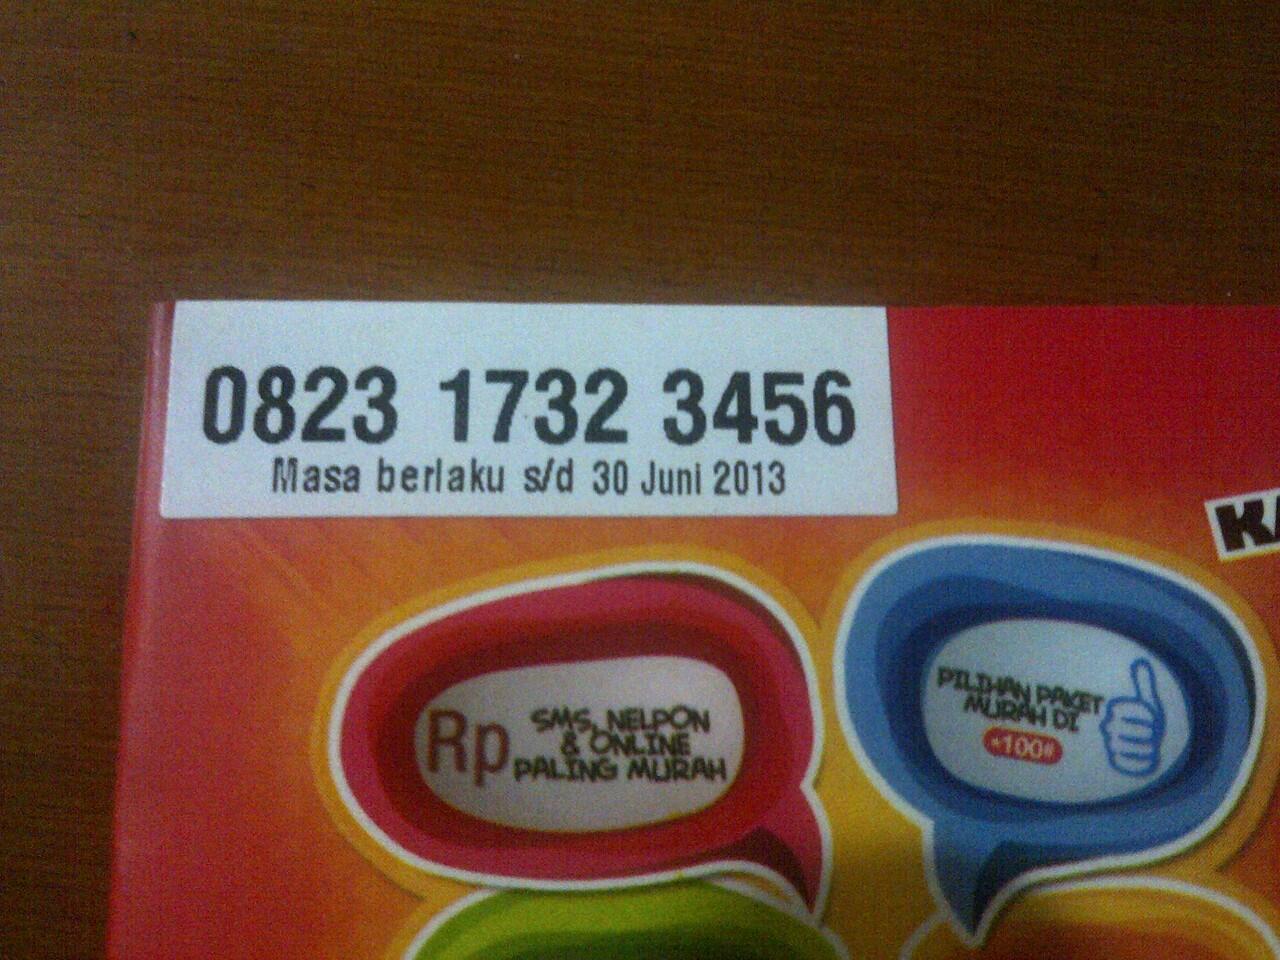 0823 1732 3456
Masa berlaku s/d 30 Juni 2013
Rp
SMS, NELPON
& ONLINE
PALING MURAH
PILIHAN PAKET
MURAH DI
*100#